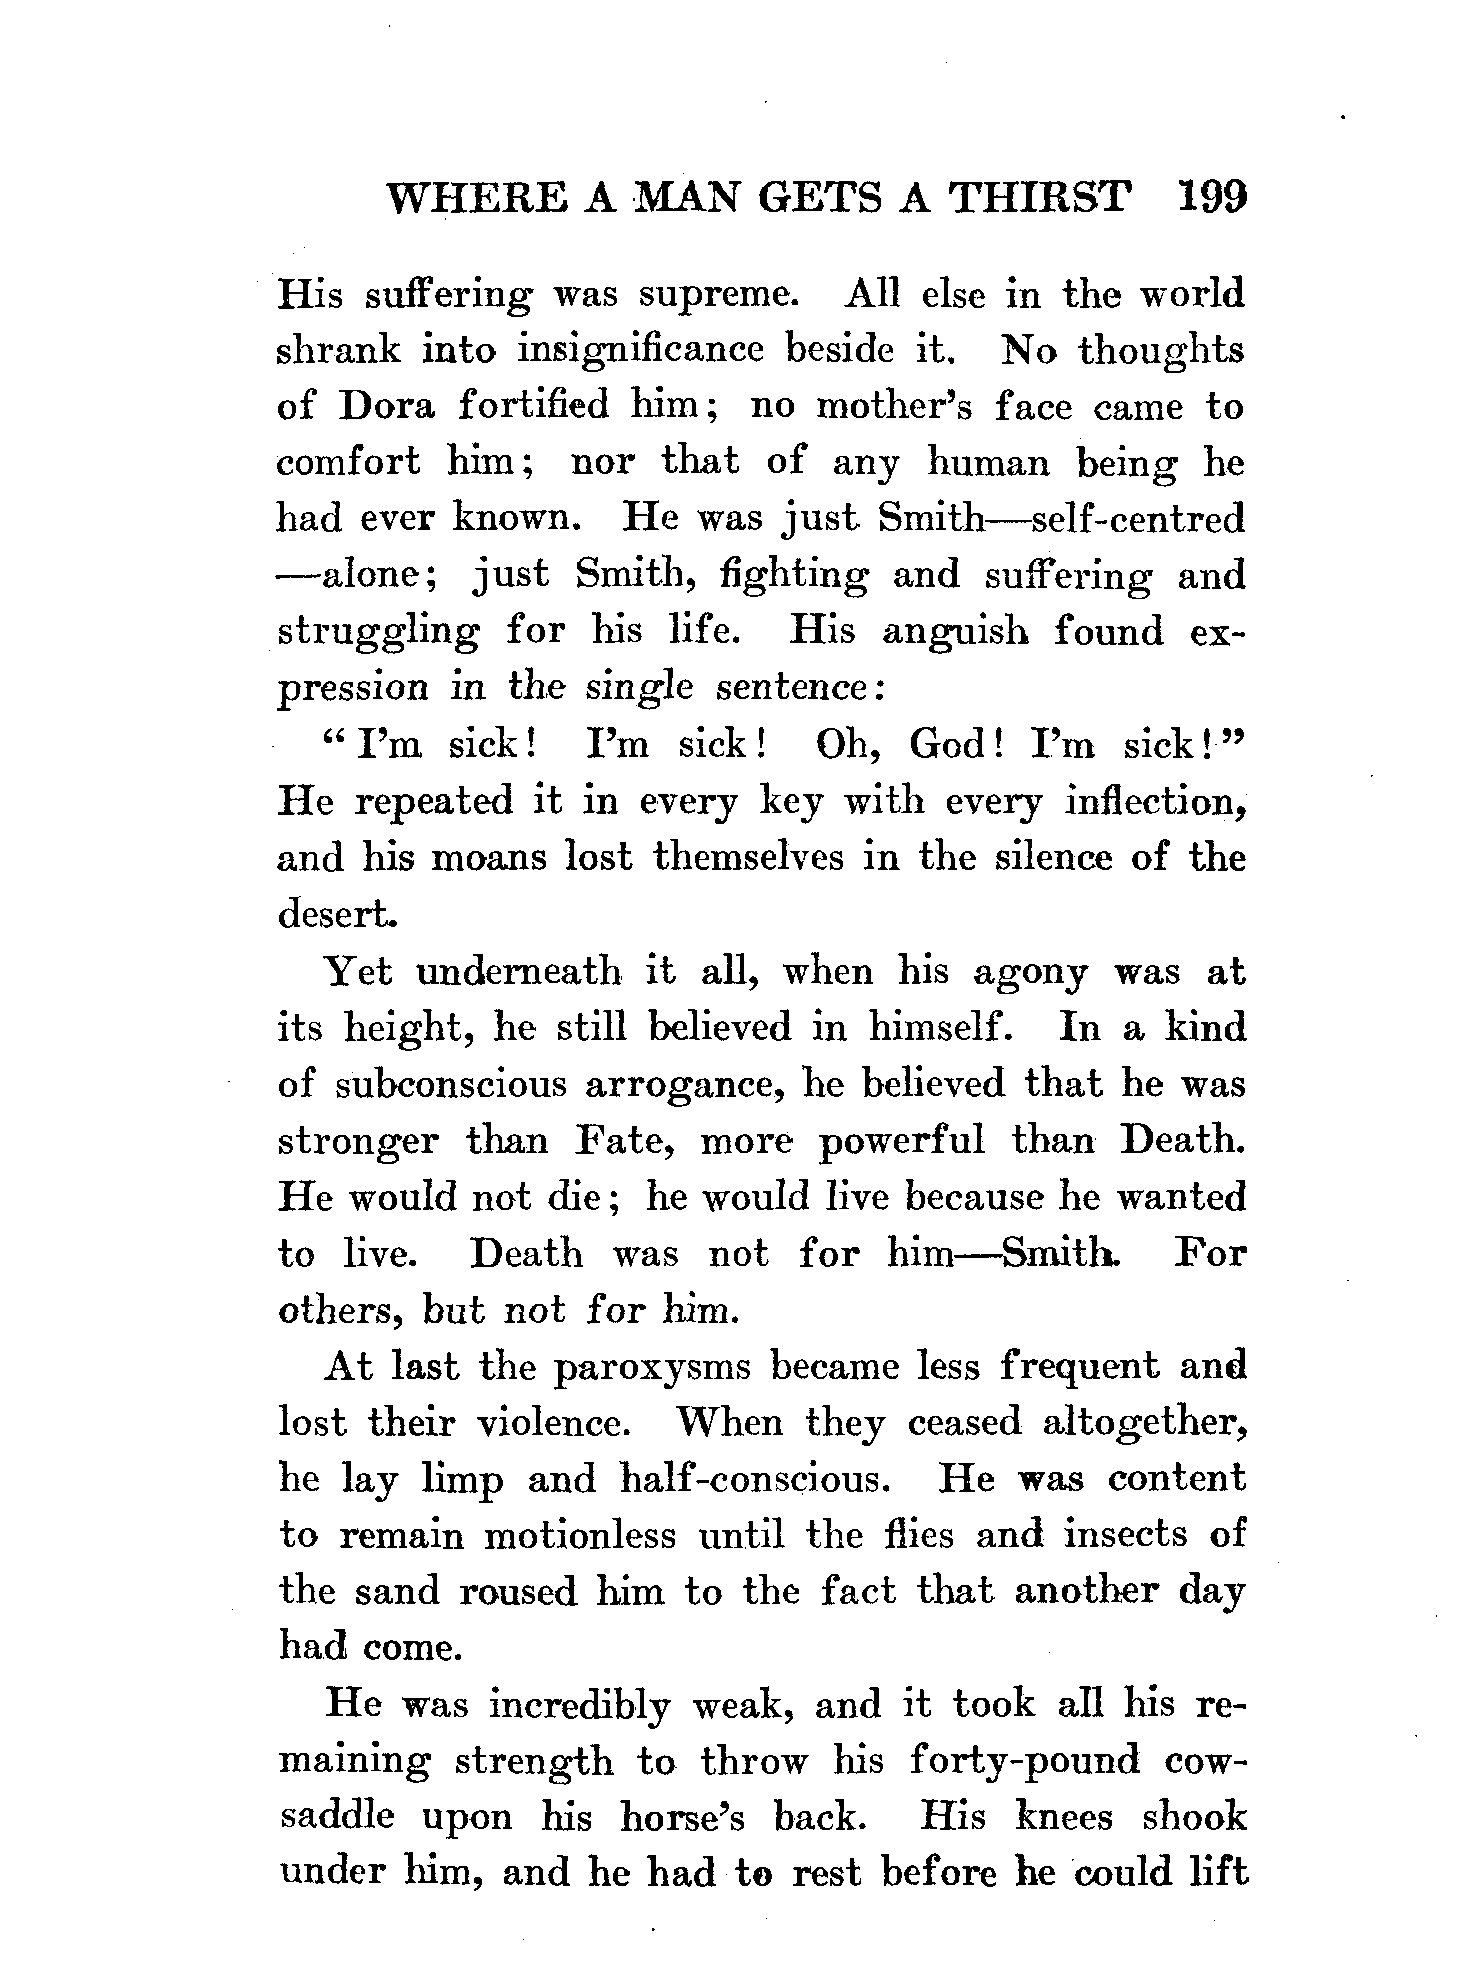 WHERE A MAN GETS A THIRST 199
His suffering was supreme. All else in the world
shrank into insignificance beside it. No thoughts
of Dora fortified him; no mother's face came to
comfort him; nor that of any human being he
had ever known. He was just Smith—self-centred
—alone; just Smith, fighting and suffering and
struggling for his life. His anguish found ex-
pression in the single sentence:
"I'm sick! I'm sick! Oh, God! I'm sick!"
He repeated it in every key with every inflection,
and his moans lost themselves in the silence of the
desert.
Yet underneath it all, when his agony was at
its height, he still believed in himself. In a kind
of subconscious arrogance, he believed that he was
stronger than Fate, more powerful than Death.
He would not die; he would live because he wanted
to live. Death was not for him—Smith. For
others, but not for him.
At last the paroxysms became less frequent and
lost their violence. When they ceased altogether,
he lay limp and half-conscious. He was content
to remain motionless until the flies and insects of
the sand roused him to the fact that another day
had come.
He was incredibly weak, and it took all his re-
maining strength to throw his forty-pound cow-
saddle upon his horse's back. His knees shook
under him, and he had to rest before he could lift